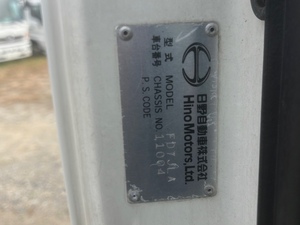 日野自動車株式会社
Hino Motors, Ltd.
型式 MODEL
車台番号 CHASSIS NO. 11004
P. S. CODE